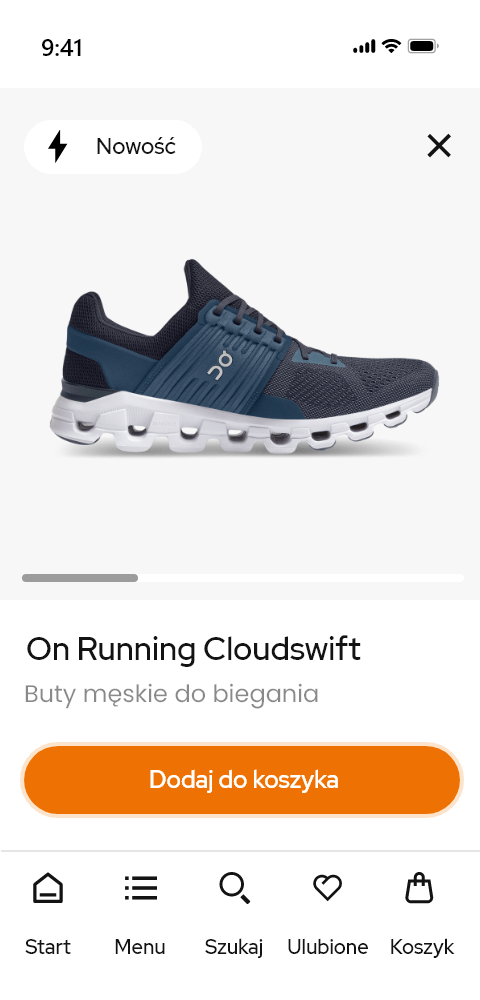 9:41
Nowość
On Running Cloudswift
Buty męskie do biegania
Dodaj do koszyka
Start
Menu
Szukaj
Ulubione
Koszyk